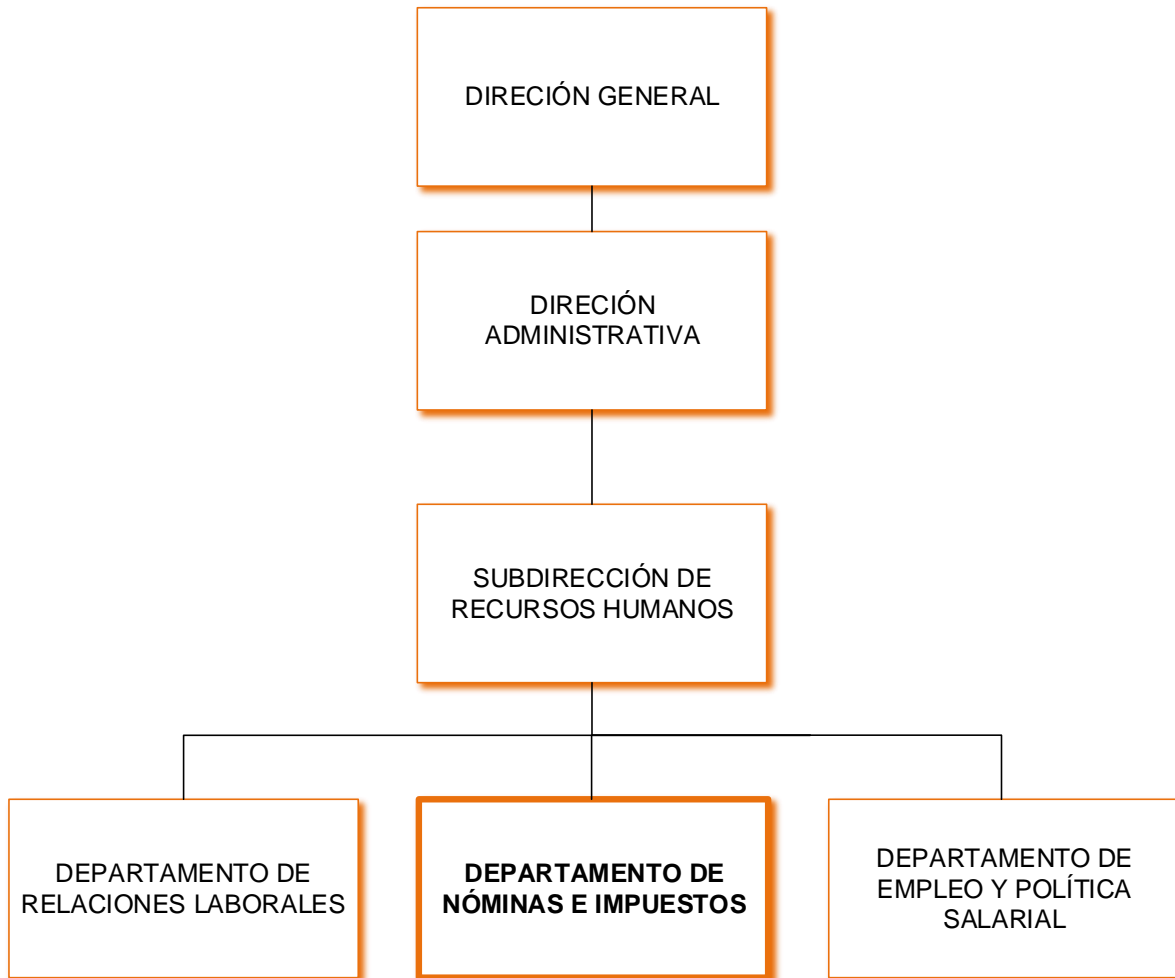 DIRECIÓN GENERAL
DIRECIÓN
ADMINISTRATIVA
SUBDIRECCIÓN DE
RECURSOS HUMANOS
DEPARTAMENTO DE
RELACIONES LABORALES
DEPARTAMENTO DE
NÓMINAS E IMPUESTOS
DEPARTAMENTO DE
EMPLEO Y POLÍTICA
SALARIAL